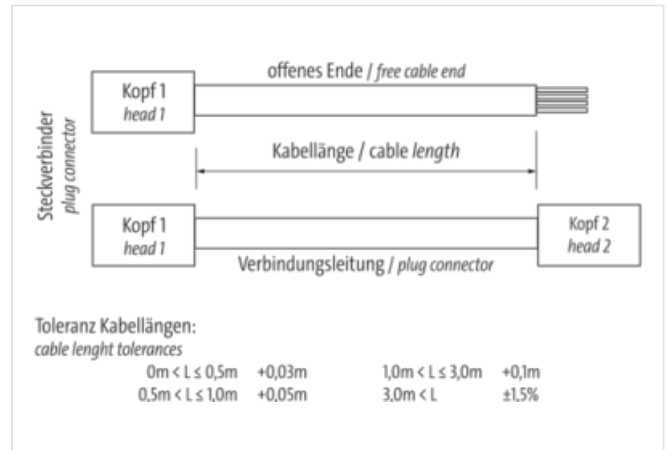 offenes Ende / free cable end
Kopf 1
head 1
Steckverbinder
plug connector
Kabellänge / cable length
Kopf 1
head 1
Kopf 2
head 2
Verbindungsleitung / plug connector
Toleranz Kabellängen:
cable lenght tolerances
0m < L ≤ 0,5m +0,03m 1,0m < L ≤ 3,0m +0,1m
0,5m < L ≤ 1,0m +0,05m 3,0m < L ±1,5%